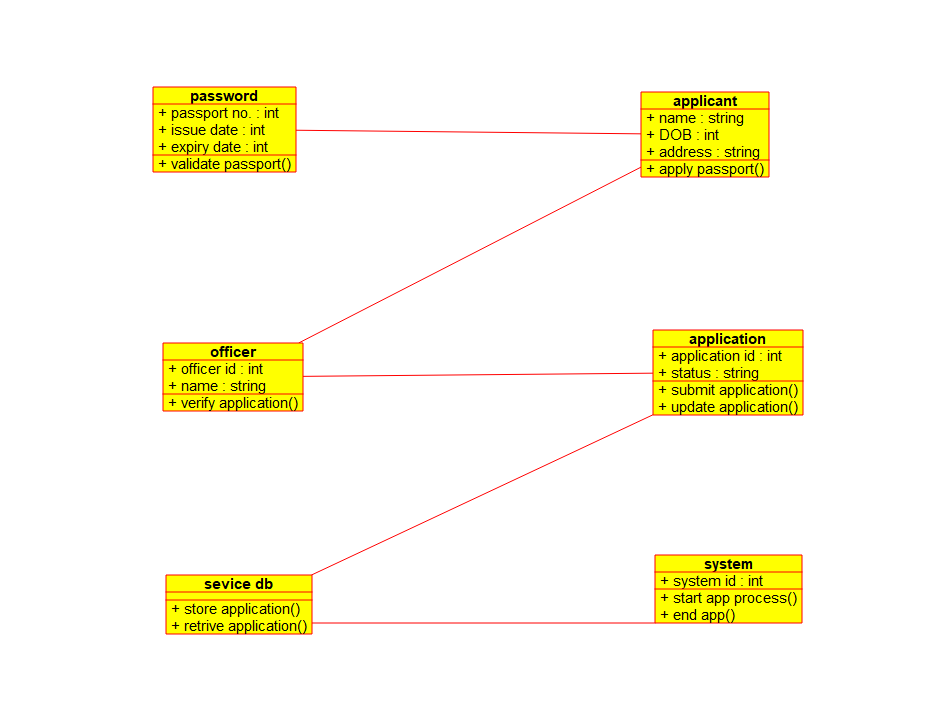 password
+ passport no. : int
+ issue date : int
+ expiry date : int
+ validate passport()
applicant
+ name : string
+ DOB : int
+ address : string
+ apply passport()
officer
+ officer id : int
+ name : string
+ verify application()
application
+ application id : int
+ status : string
+ submit application()
+ update application()
sevice db
+ store application()
+ retrive application()
system
+ system id : int
+ start app process()
+ end app()